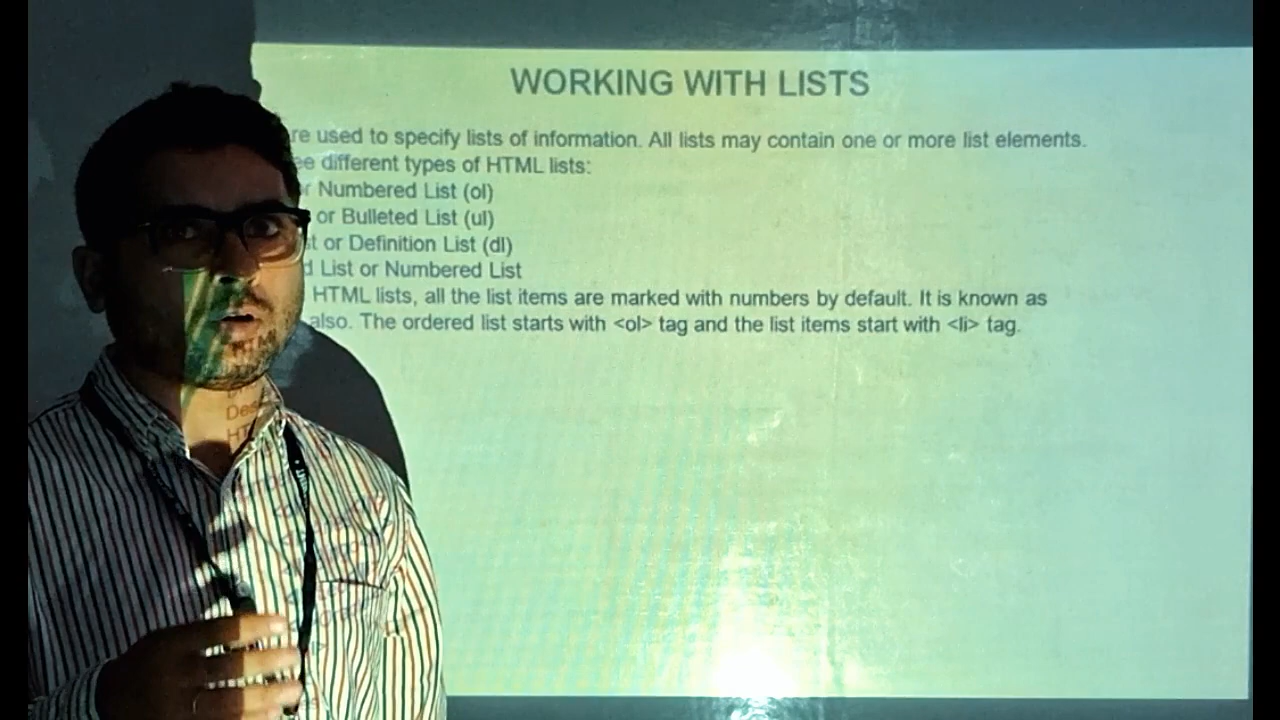 WORKING WITH LISTS
re used to specify lists of information. All lists may contain one or more list elements.
ee different types of HTML lists:
r Numbered List (ol)
or Bulleted List (ul)
t or Definition List (dl)
d List or Numbered List
HTML lists, all the list items are marked with numbers by default. It is known as
also. The ordered list starts with <ol> tag and the list items start with <li> tag.